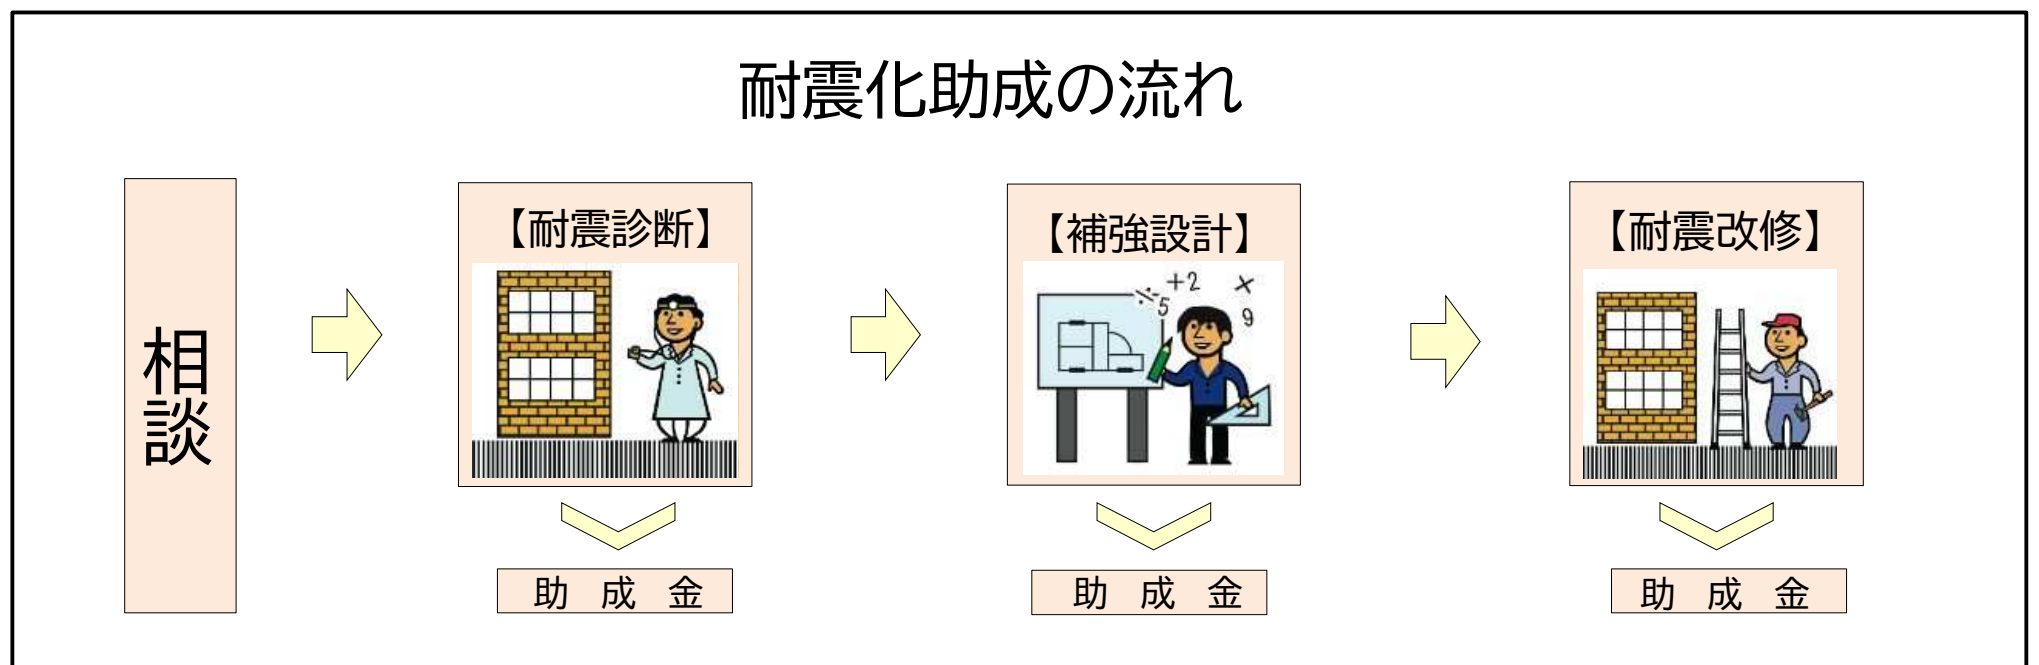 耐震化助成の流れ
相談
【耐震診断】
【補強設計】
÷5 +2 × 9
【耐震改修】
助 成 金
助 成 金
助 成 金